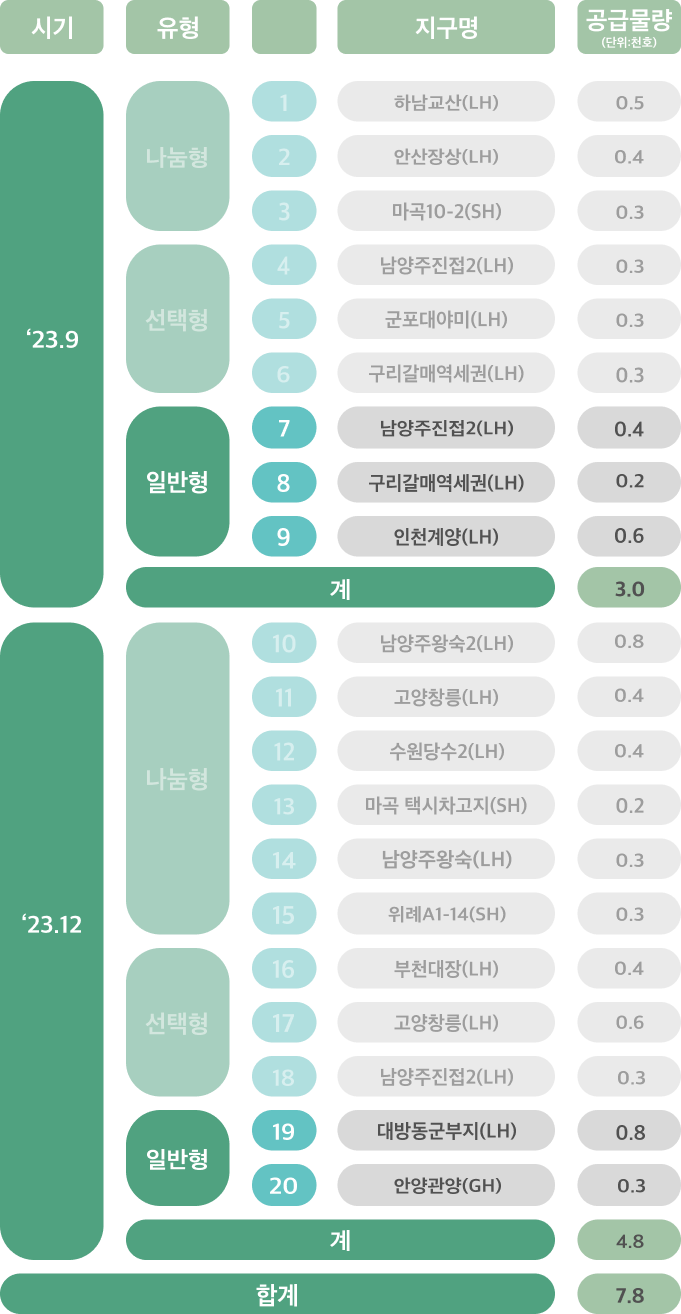 시기 유형 지구명 공급물량
(단위:천호)
‘23.9
나눔형
1 하남교산(LH) 0.5
2 안산장상(LH) 0.4
3 마곡10-2(SH) 0.3
선택형
4 남양주진접2(LH) 0.3
5 군포대야미(LH) 0.3
6 구리갈매역세권(LH) 0.3
일반형
7 남양주진접2(LH) 0.4
8 구리갈매역세권(LH) 0.2
9 인천계양(LH) 0.6
계 3.0
‘23.12
나눔형
10 남양주왕숙2(LH) 0.8
11 고양창릉(LH) 0.4
12 수원당수2(LH) 0.4
13 마곡 택시차고지(SH) 0.2
14 남양주왕숙(LH) 0.3
15 위례A1-14(SH) 0.3
선택형
16 부천대장(LH) 0.4
17 고양창릉(LH) 0.6
18 남양주진접2(LH) 0.3
일반형
19 대방동군부지(LH) 0.8
20 안양관양(GH) 0.3
계 4.8
합계 7.8